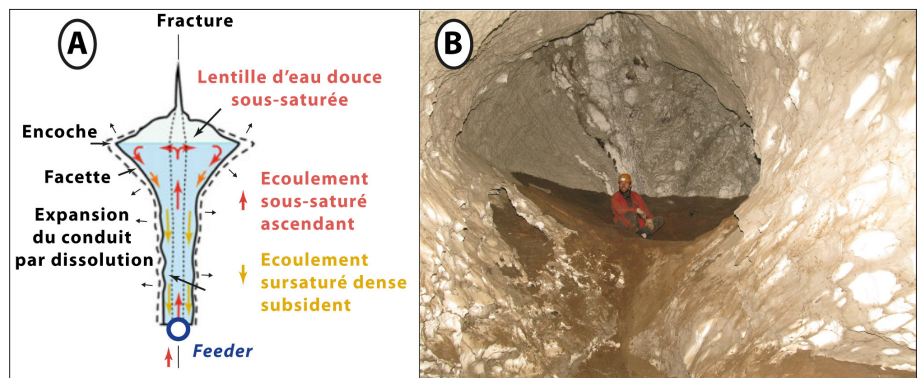 A
Fracture
Lentille d'eau douce
sous-saturée
Encoche
Facette
Ecoulement
sous-saturé
ascendant
Expansion
du conduit
par dissolution
Ecoulement
sursaturé dense
subsident
Feeder
B